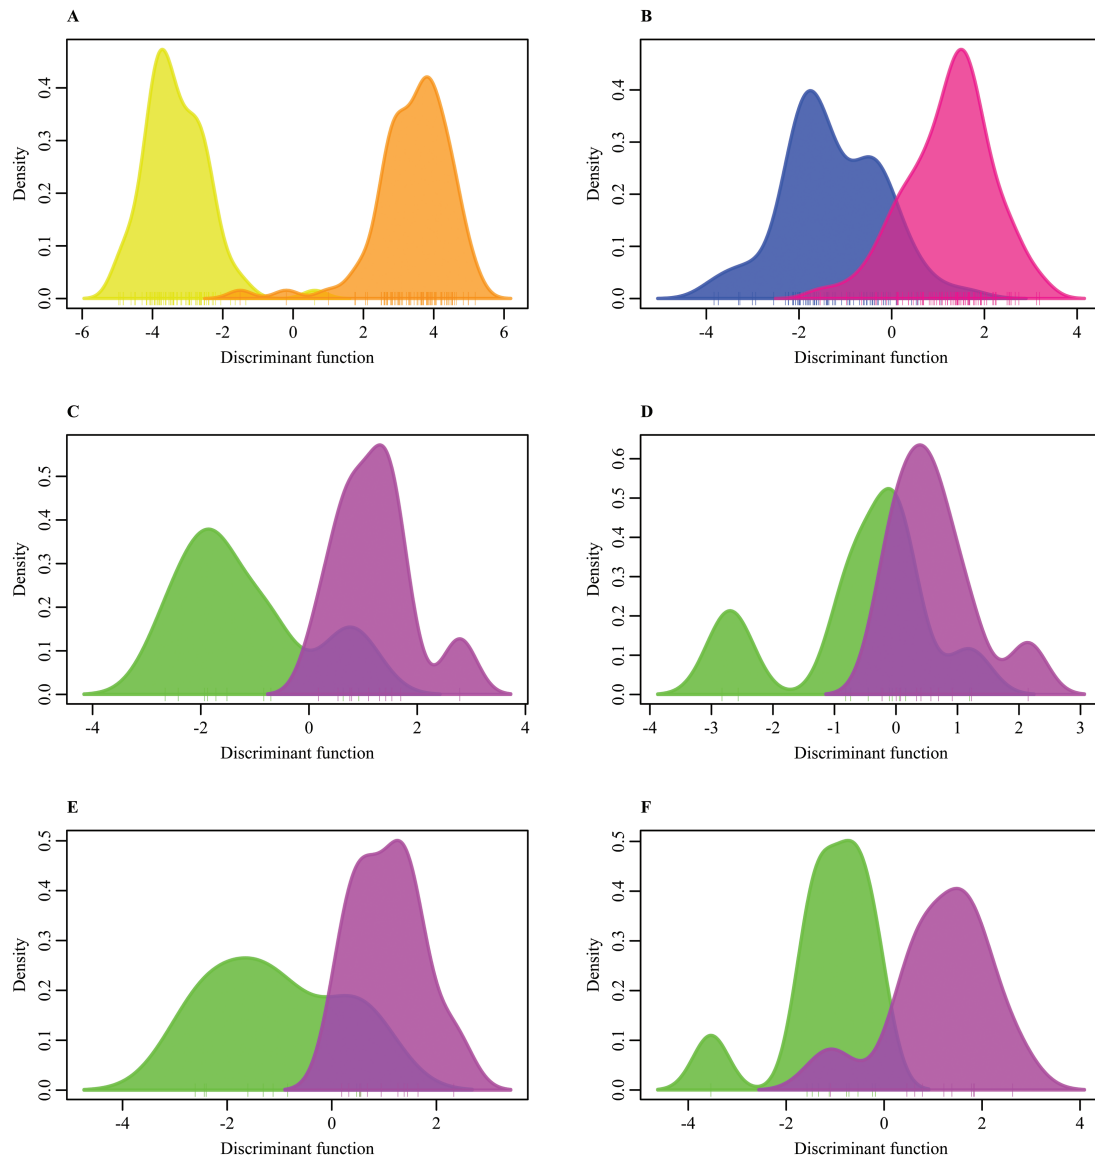 A
Density
0.0 0.1 0.2 0.3 0.4
-6 -4 -2 0 2 4 6
Discriminant function
B
Density
0.0 0.1 0.2 0.3 0.4
-4 -2 0 2 4
Discriminant function
C
Density
0.0 0.1 0.2 0.3 0.4 0.5
-4 -2 0 2 4
Discriminant function
D
Density
0.0 0.1 0.2 0.3 0.4 0.5 0.6
-4 -3 -2 -1 0 1 2 3
Discriminant function
E
Density
0.0 0.1 0.2 0.3 0.4 0.5
-4 -2 0 2
Discriminant function
F
Density
0.0 0.1 0.2 0.3 0.4 0.5
-4 -2 0 2 4
Discriminant function